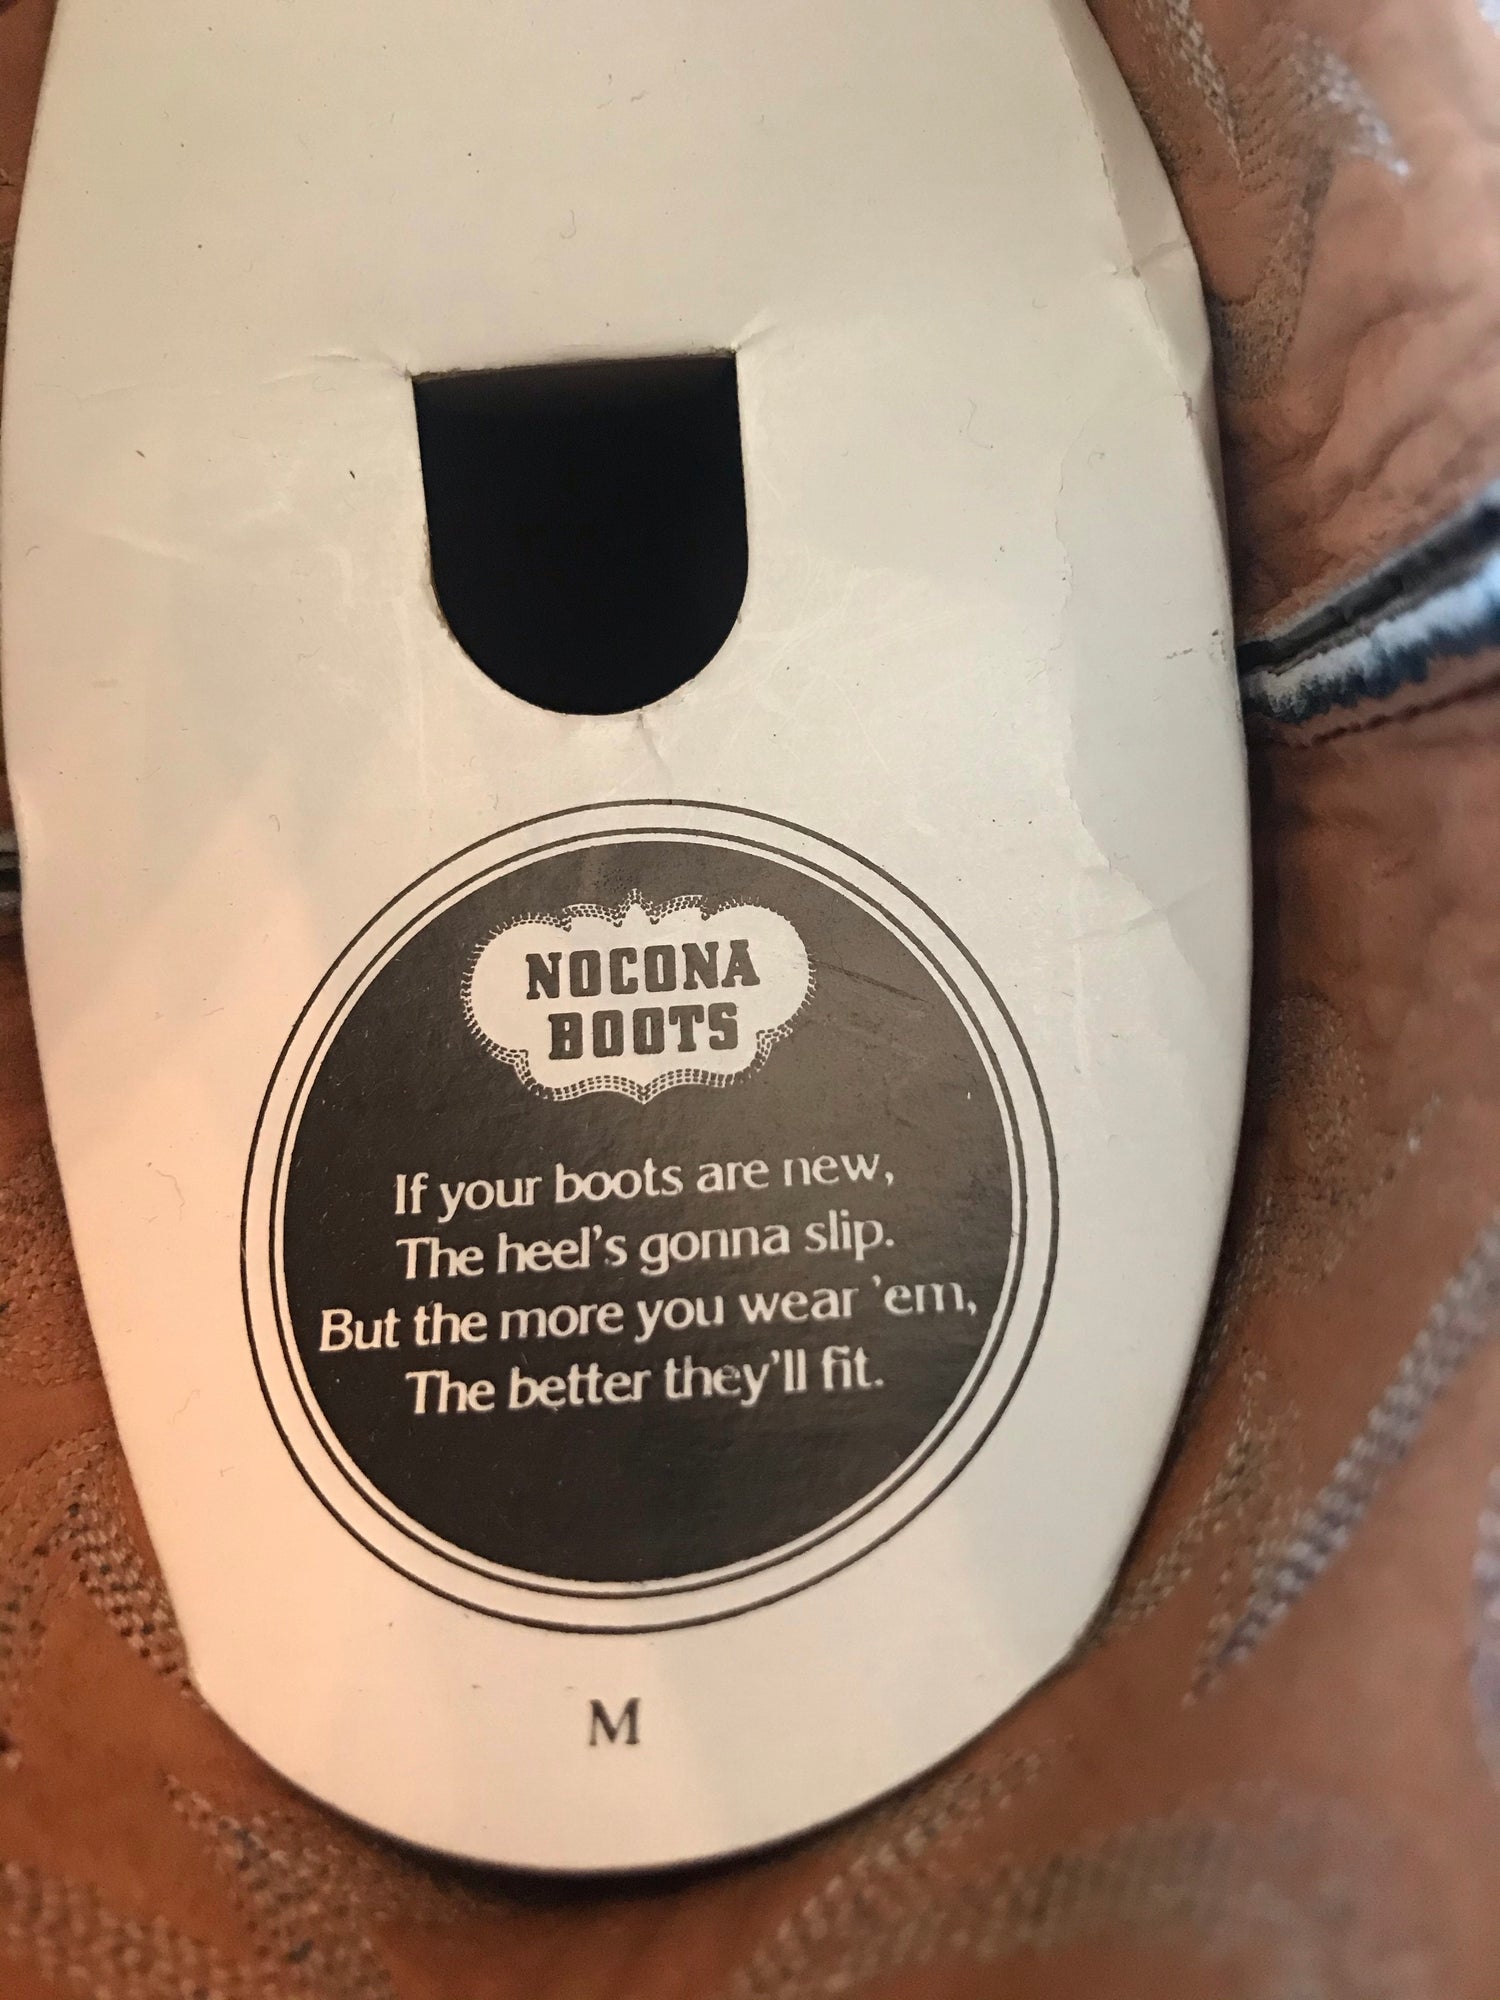 NOCONA
BOOTS
If your boots are new,
The heel's gonna slip.
But the more you wear 'em,
The better they'll fit.
M